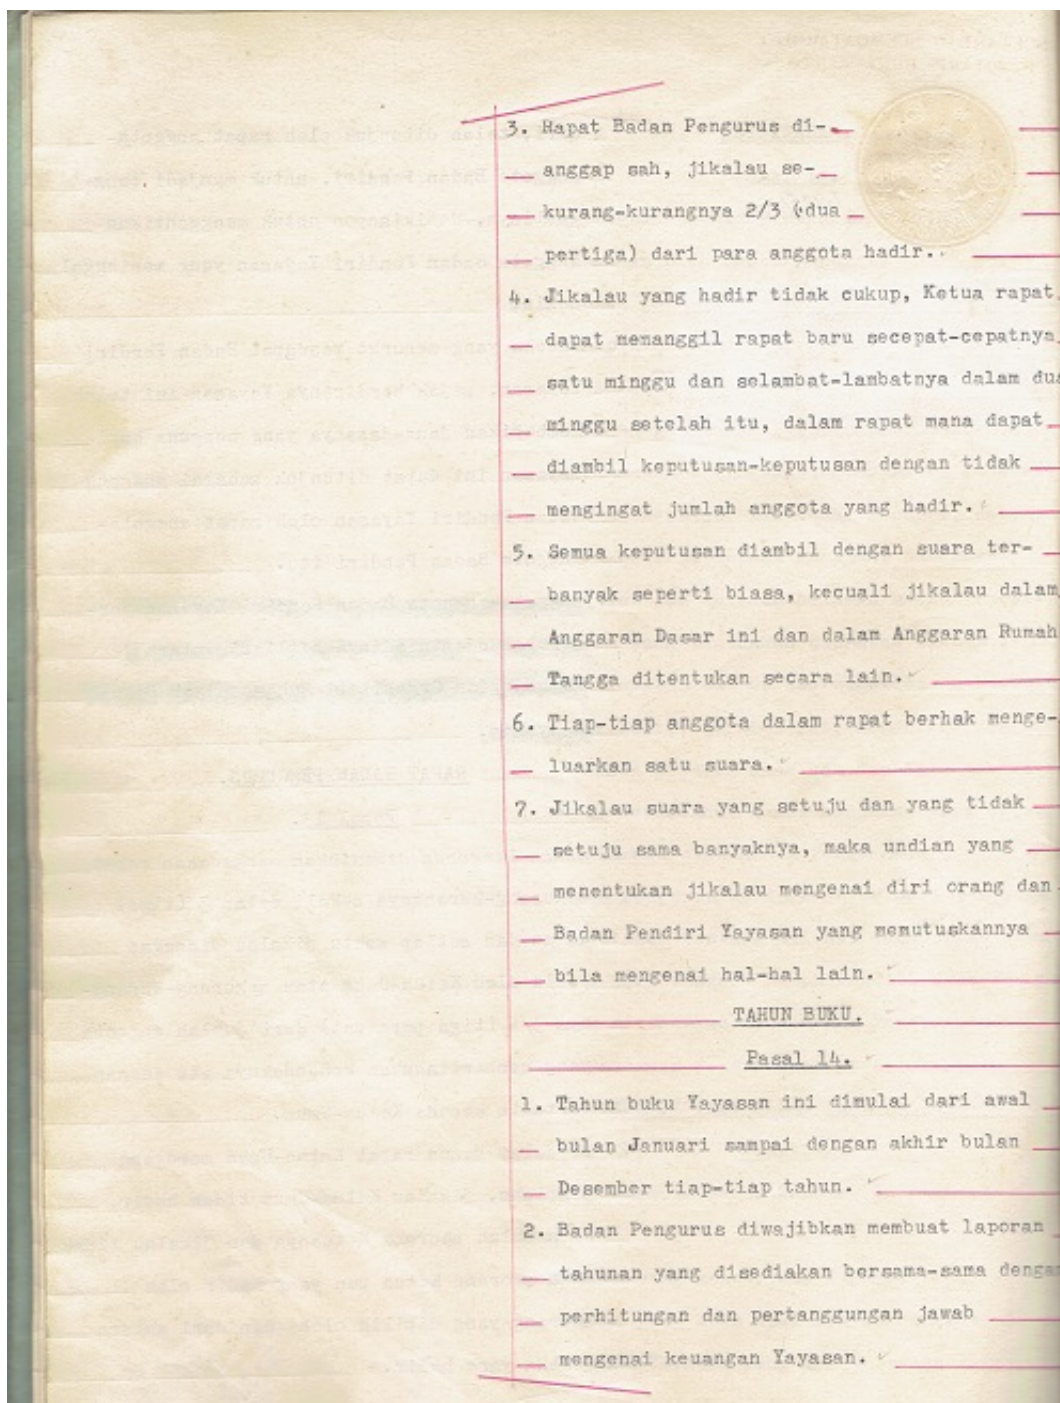 3. Rapat Badan Pengurus di-
anggap sah, jikalau se-
kurang-kurangnya 2/3 (dua
pertiga) dari para anggota hadir.
4. Jikalau yang hadir tidak cukup, Ketua rapat
dapat memanggil rapat baru secepat-cepatnya
satu minggu dan selambat-lambatnya dalam dua
minggu setelah itu, dalam rapat mana dapat
diambil keputusan-keputusan dengan tidak
mengingat jumlah anggota yang hadir.
5. Semua keputusan diambil dengan suara ter-
banyak seperti biasa, kecuali jikalau dalam
Anggaran Dasar ini dan dalam Anggaran Rumah
Tangga ditentukan secara lain.
6. Tiap-tiap anggota dalam rapat berhak menge-
luarkan satu suara.
7. Jikalau suara yang setuju dan yang tidak
setuju sama banyaknya, maka undian yang
menentukan jikalau mengenai diri orang dan
Badan Pendiri Yayasan yang memutuskannya
bila mengenai hal-hal lain.
TAHUN BUKU.
Pasal 14.
1. Tahun buku Yayasan ini dimulai dari awal
bulan Januari sampai dengan akhir bulan
Desember tiap-tiap tahun.
2. Badan Pengurus diwajibkan membuat laporan
tahunan yang disediakan bersama-sama dengan
perhitungan dan pertanggungan jawab
mengenai keuangan Yayasan.